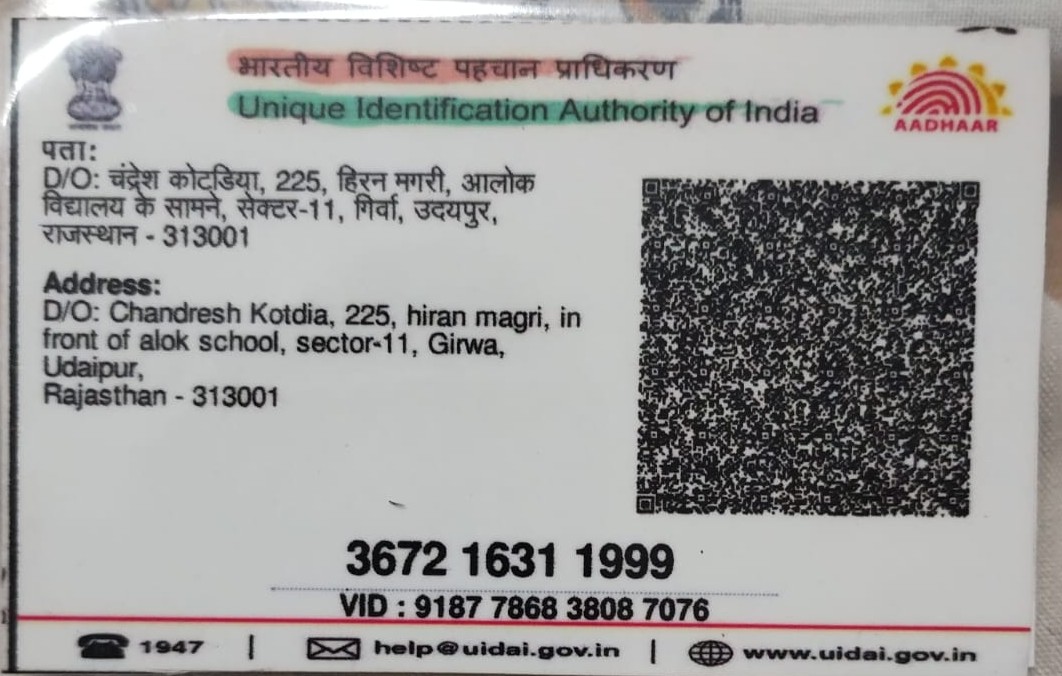 भारतीय विशिष्ट पहचान प्राधिकरण
Unique Identification Authority of India
AADHAAR
पता:
D/O: चंद्रेश कोटडिया, 225, हिरन मगरी, आलोक
विद्यालय के सामने, सेक्टर-11, गिर्वा, उदयपुर,
राजस्थान - 313001
Address:
D/O: Chandresh Kotdia, 225, hiran magri, in
front of alok school, sector-11, Girwa,
Udaipur,
Rajasthan - 313001
3672 1631 1999
VID : 9187 7868 3808 7076
1947 | help@uidai.gov.in | www.uidai.gov.in